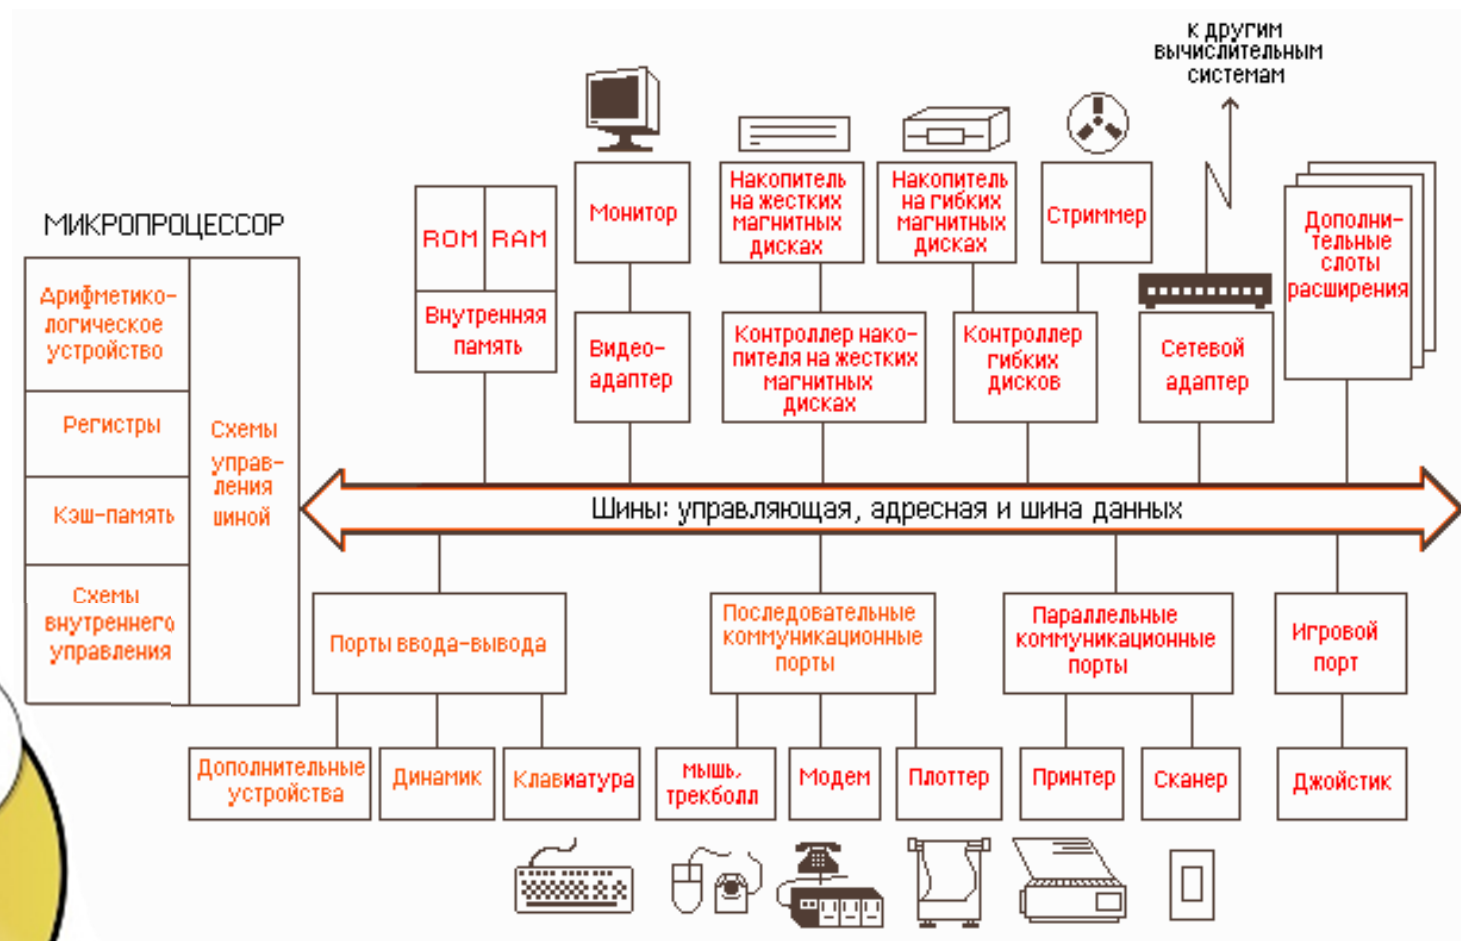 к другим
вычислительным
системам
МИКРОПРОЦЕССОР
Арифметико-
логическое
устройство
Регистры
Кэш-память
Схемы
внутреннего
управления
Схемы
управ-
ления
шиной
ROM
RAM
Внутренняя
память
Монитор
Видео-
адаптер
Накопитель
на жестких
магнитных
дисках
Контроллер нако-
пителя на жестких
магнитных
дисках
Накопитель
на гибких
магнитных
дисках
Стриммер
Контроллер
гибких
дисков
Сетевой
адаптер
Дополни-
тельные
слоты
расширения
Шины: управляющая, адресная и шина данных
Порты ввода-вывода
Последовательные
коммуникационные
порты
Параллельные
коммуникационные
порты
Игровой
порт
Дополнительные
устройства
Динамик
Клавиатура
мышь,
трекболл
Модем
Плоттер
Принтер
Сканер
Джойстик